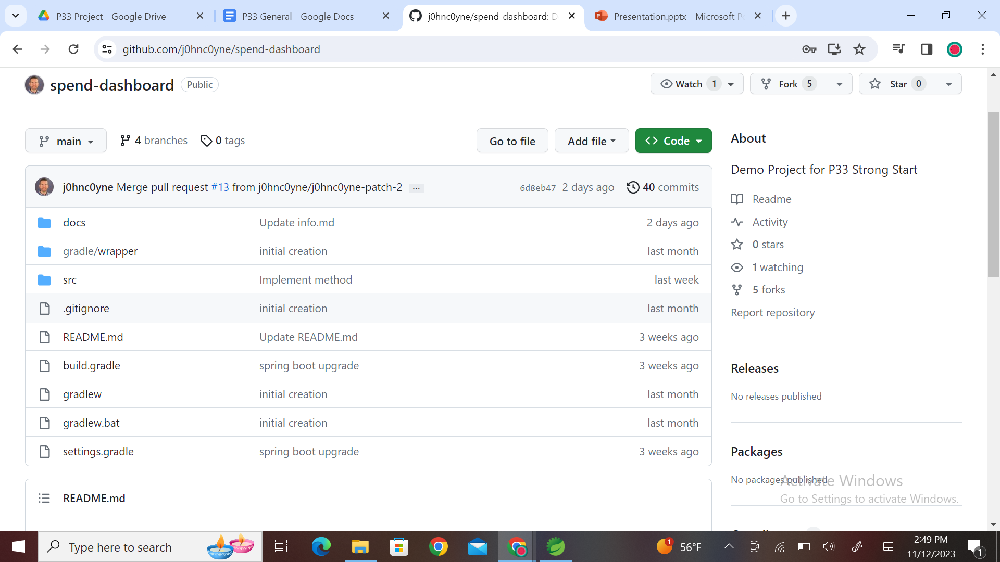 P33 Project - Google Drive
P33 General - Google Docs
j0hnc0yne/spend-dashboard: D
Presentation.pptx - Microsoft Po
github.com/j0hnc0yne/spend-dashboard
spend-dashboard Public
Watch 1
Fork 5
Star 0
main
4 branches
0 tags
Go to file
Add file
Code
j0hnc0yne Merge pull request #13 from j0hnc0yne/j0hnc0yne-patch-2 ...
6d8eb47 2 days ago 40 commits
docs Update info.md 2 days ago
gradle/wrapper initial creation last month
src Implement method last week
.gitignore initial creation last month
README.md Update README.md 3 weeks ago
build.gradle spring boot upgrade 3 weeks ago
gradlew initial creation last month
gradlew.bat initial creation last month
settings.gradle spring boot upgrade 3 weeks ago
README.md
About
Demo Project for P33 Strong Start
Readme
Activity
0 stars
1 watching
5 forks
Report repository
Releases
No releases published
Packages
No packages published
Activate Windows
Go to Settings to activate Windows.
Type here to search
1
56°F
2:49 PM
11/12/2023
1